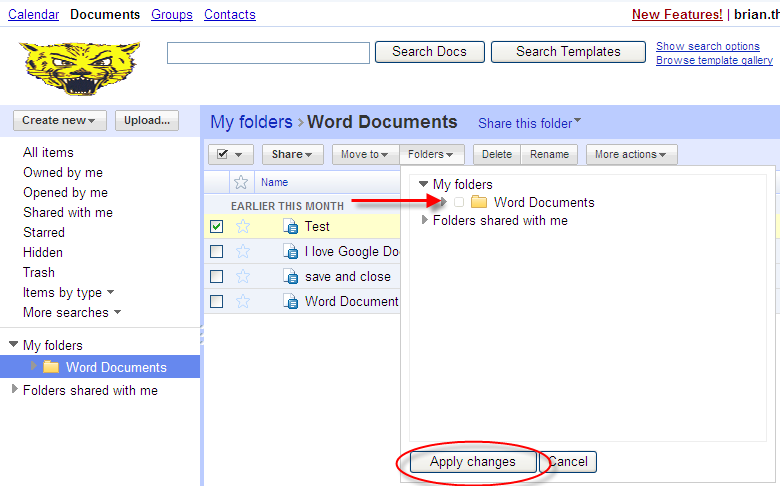 Calendar Documents Groups Contacts
New Features! | brian.th
Search Docs Search Templates
Show search options
Browse template gallery
Create new Upload...
My folders › Word Documents Share this folder
All items
Owned by me
Opened by me
Shared with me
Starred
Hidden
Trash
Items by type
More searches
My folders
Word Documents
Folders shared with me
Share Move to Folders Delete Rename More actions
Name
EARLIER THIS MONTH
Test
I love Google Do
save and close
Word Document
My folders
Word Documents
Folders shared with me
Apply changes Cancel